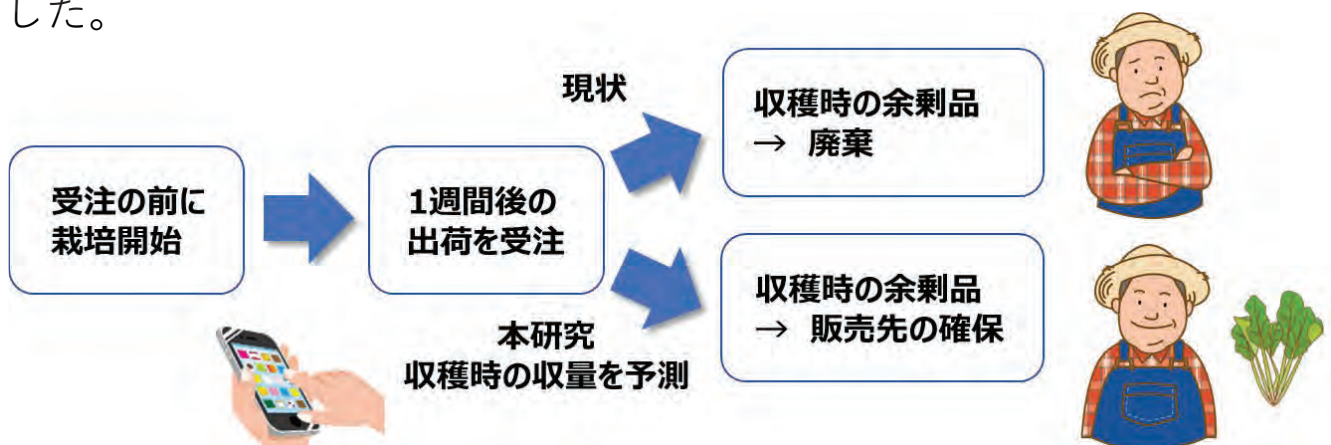 した。
現状
収穫時の余剰品
→ 廃棄
受注の前に
栽培開始
1週間後の
出荷を受注
収穫時の余剰品
→ 販売先の確保
本研究
収穫時の収量を予測